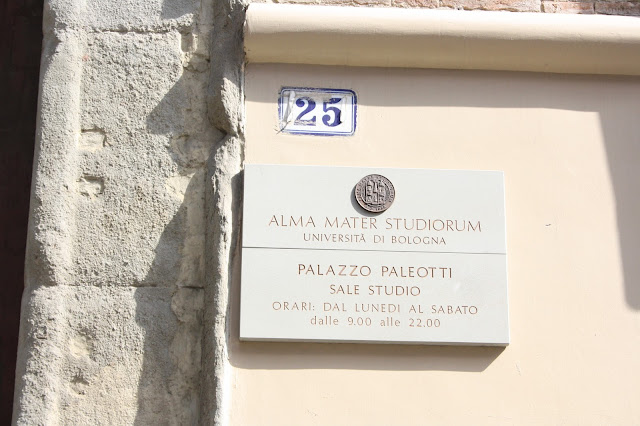 25
ALMA MATER STUDIORUM
UNIVERSITÀ DI BOLOGNA
PALAZZO PALEOTTI
SALE STUDIO
ORARI: DAL LUNEDI AL SABATO
dalle 9.00 alle 22.00